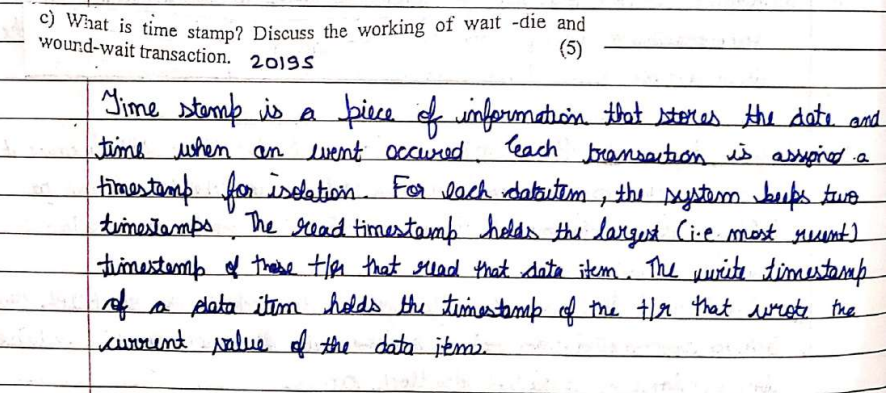 c) What is time stamp? Discuss the working of wait -die and
wound-wait transaction. 2019S (5)
Time stamp is a piece of information that stores the date and
time when an event occured. Each transaction is assigned a
timestamp for isolation. For each dataitem, the system keeps two
timestamps. The read timestamp holds the largest (i.e most recent)
timestamp of those t/r that read that data item. The write timestamp
of a data item holds the timestamp of the t/r that wrote the
current value of the data item.